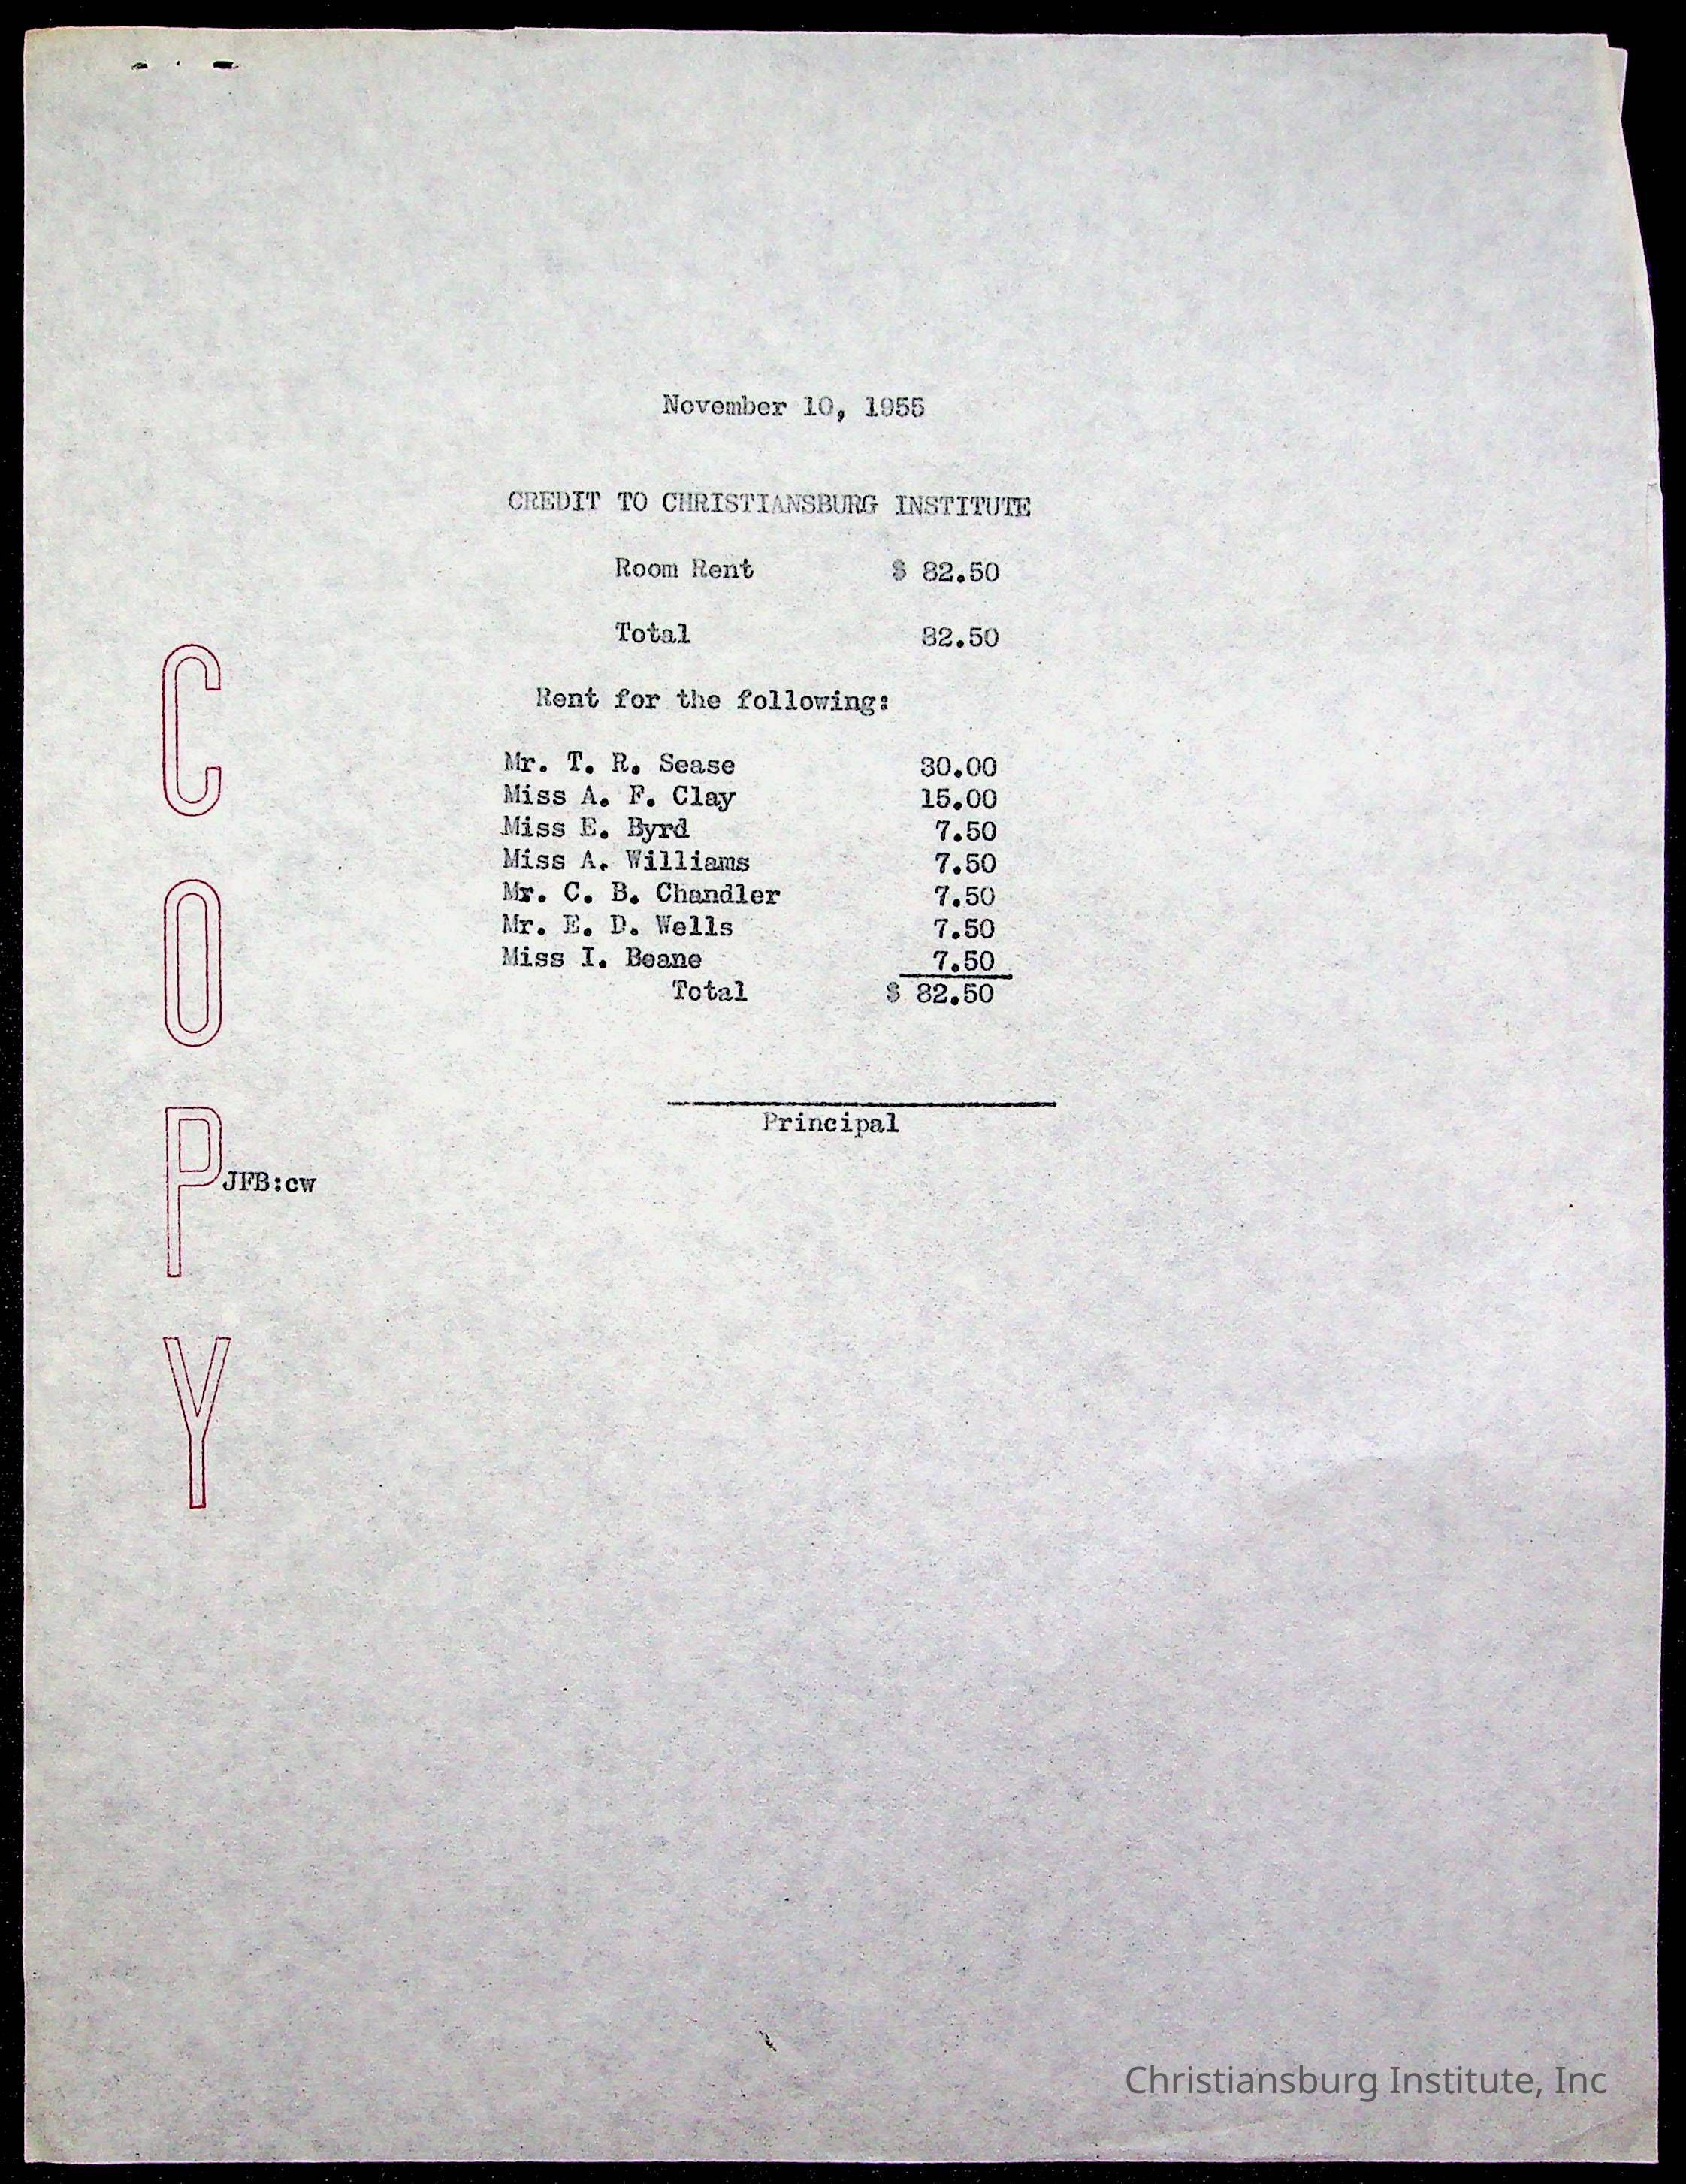 November 10, 1955
CREDIT TO CHRISTIANSBURG INSTITUTE
Room Rent $ 82.50
Total 82.50
Rent for the following:
Mr. T. R. Sease 30.00
Miss A. F. Clay 15.00
Miss E. Byrd 7.50
Miss A. Williams 7.50
Mr. C. B. Chandler 7.50
Mr. E. D. Wells 7.50
Miss I. Beane 7.50
Total $ 82.50
Principal
JFB:cw
COPY
Christiansburg Institute, Inc